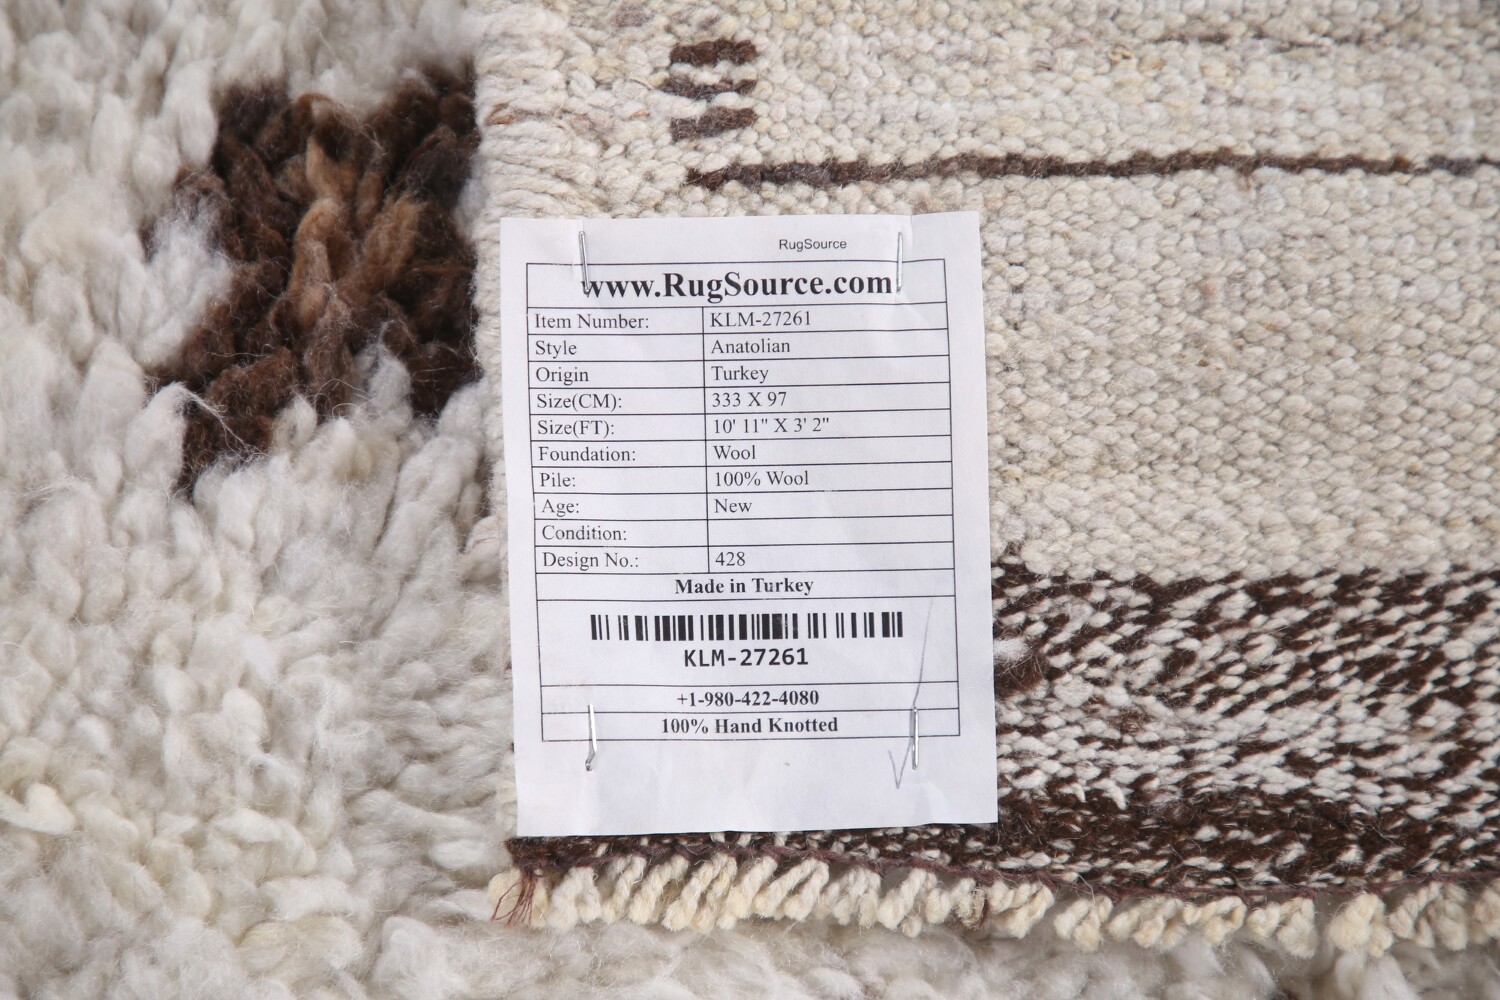 RugSource
www.RugSource.com
Item Number: KLM-27261
Style Anatolian
Origin Turkey
Size(CM): 333 X 97
Size(FT): 10' 11" X 3' 2"
Foundation: Wool
Pile: 100% Wool
Age: New
Condition:
Design No.: 428
Made in Turkey
KLM-27261
+1-980-422-4080
100% Hand Knotted